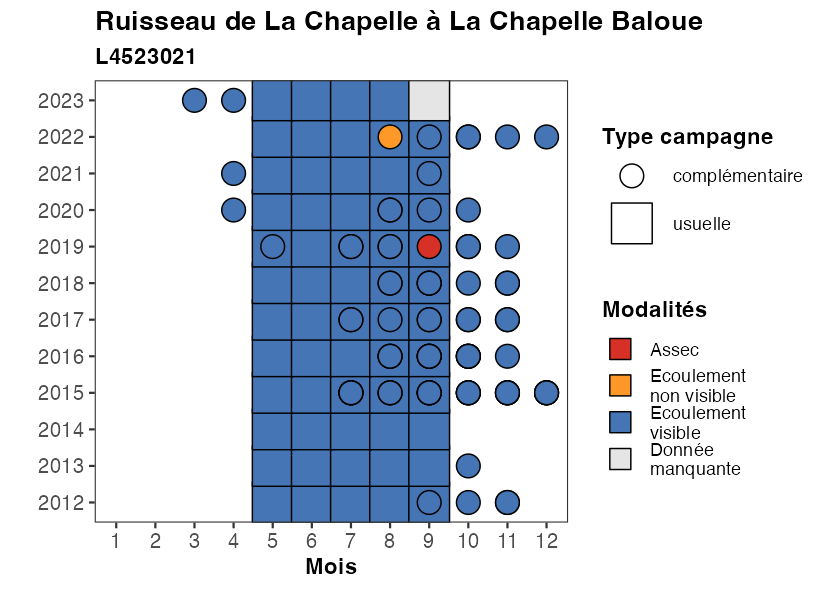 Ruisseau de La Chapelle à La Chapelle Baloue
L4523021
2023
2022
2021
2020
2019
2018
2017
2016
2015
2014
2013
2012
1 2 3 4 5 6 7 8 9 10 11 12
Mois
Type campagne
complémentaire
usuelle
Modalités
Assec
Ecoulement
non visible
Ecoulement
visible
Donnée
manquante